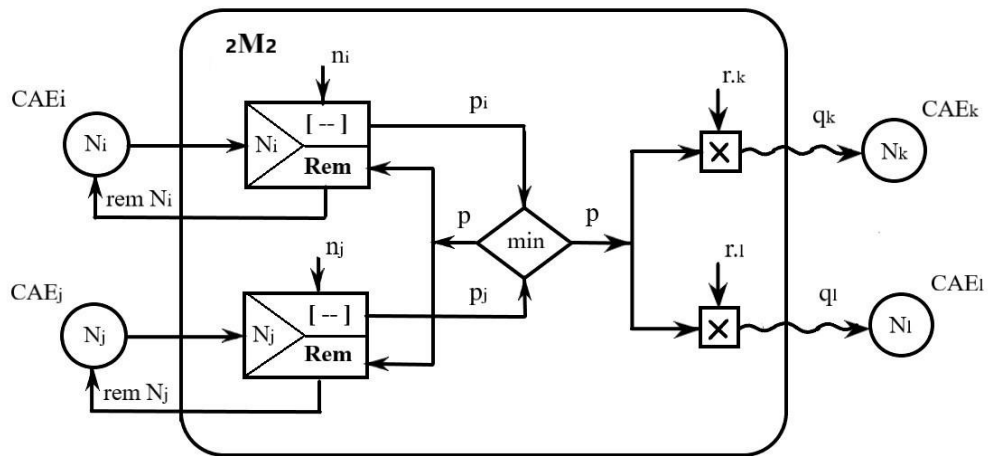 ₂M₂
nᵢ
r.k
CAEi
pᵢ
qₖ
CAEₖ
Nᵢ
Nᵢ
[ -- ]
Rem
×
Nₖ
rem Nᵢ
p
min
p
nⱼ
r.l
CAEⱼ
pⱼ
qₗ
CAEₗ
Nⱼ
Nⱼ
[ -- ]
Rem
×
Nₗ
rem Nⱼ